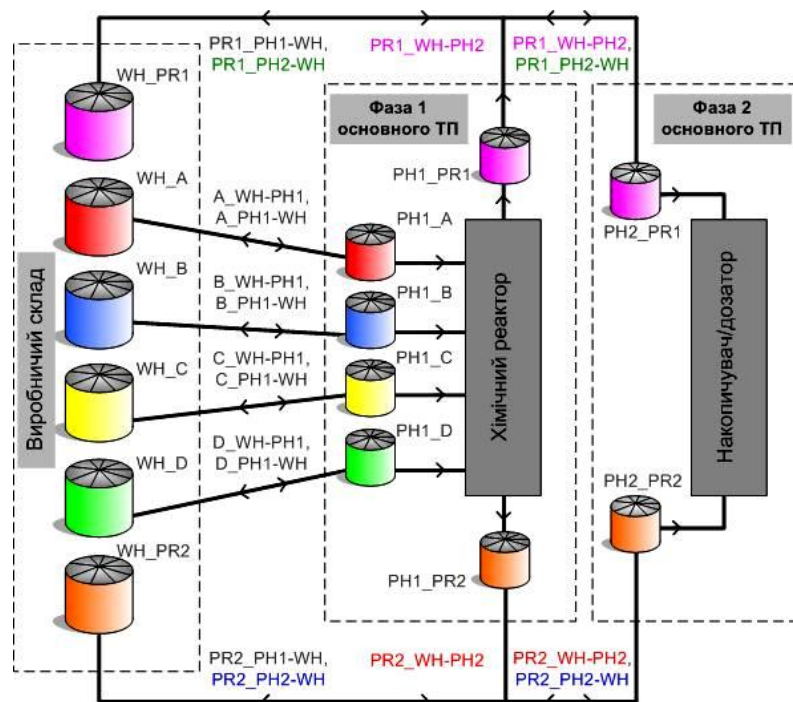 PR1_PH1-WH,
PR1_PH2-WH
PR1_WH-PH2
PR1_WH-PH2,
PR1_PH2-WH
WH_PR1
Фаза 1
основного ТП
Фаза 2
основного ТП
PH1_PR1
WH_A
A_WH-PH1,
A_PH1-WH
PH1_A
PH2_PR1
WH_B
B_WH-PH1,
B_PH1-WH
PH1_B
Виробничий склад
Хімічний реактор
Накопичувач/дозатор
WH_C
C_WH-PH1,
C_PH1-WH
PH1_C
WH_D
D_WH-PH1,
D_PH1-WH
PH1_D
PH2_PR2
WH_PR2
PH1_PR2
PR2_PH1-WH,
PR2_PH2-WH
PR2_WH-PH2
PR2_WH-PH2,
PR2_PH2-WH